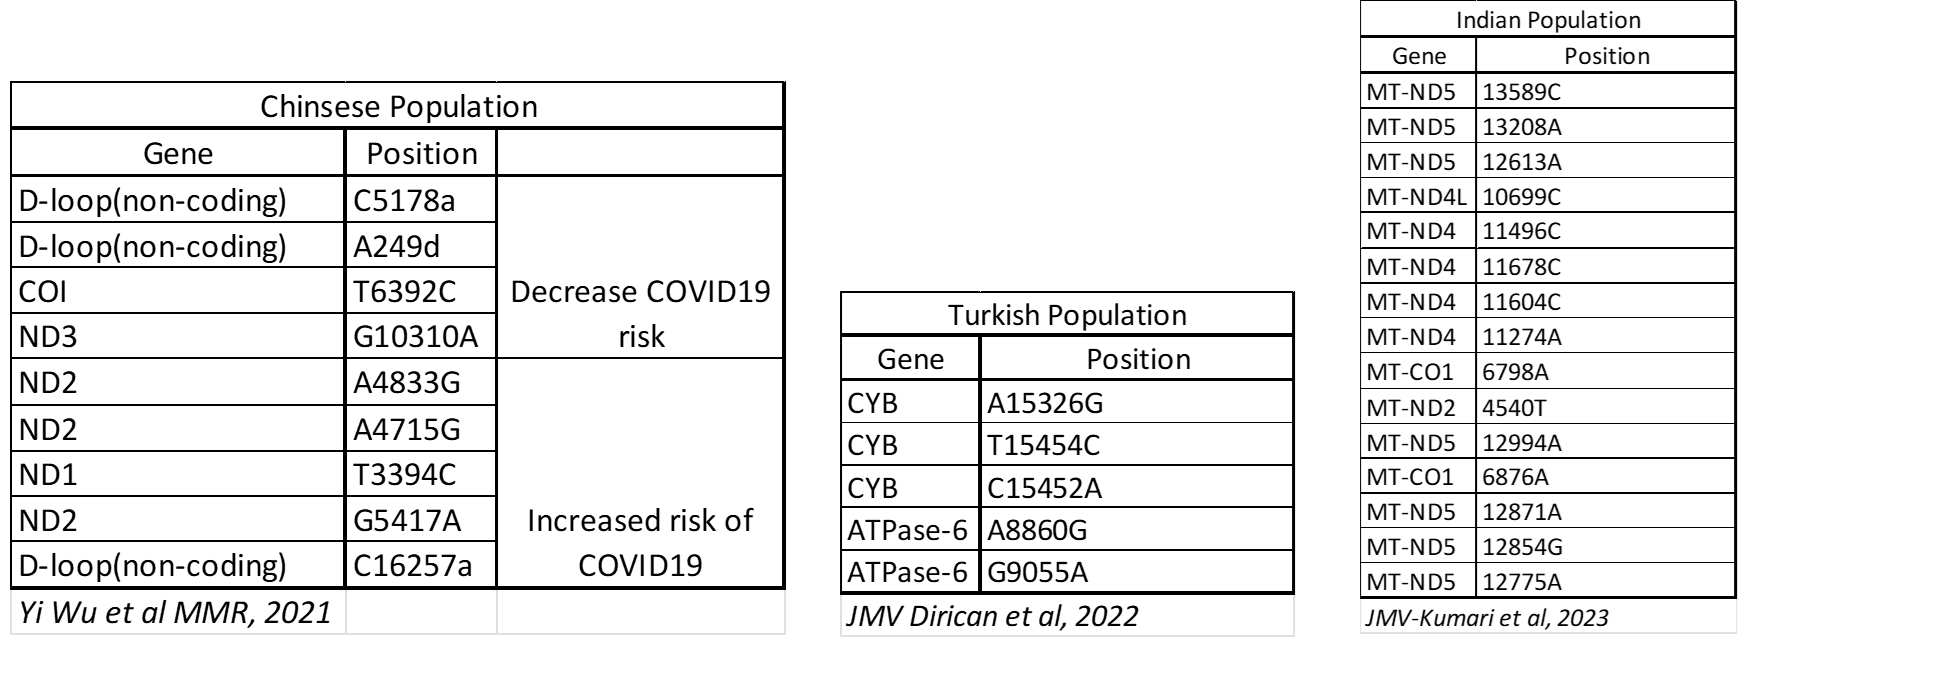 Chinsese Population
Gene Position
D-loop(non-coding) C5178a
D-loop(non-coding) A249d
COI T6392C
ND3 G10310A
Decrease COVID19
risk
ND2 A4833G
ND2 A4715G
ND1 T3394C
ND2 G5417A
D-loop(non-coding) C16257a
Increased risk of
COVID19
Yi Wu et al MMR, 2021
Turkish Population
Gene Position
CYB A15326G
CYB T15454C
CYB C15452A
ATPase-6 A8860G
ATPase-6 G9055A
JMV Dirican et al, 2022
Indian Population
Gene Position
MT-ND5 13589C
MT-ND5 13208A
MT-ND5 12613A
MT-ND4L 10699C
MT-ND4 11496C
MT-ND4 11678C
MT-ND4 11604C
MT-ND4 11274A
MT-CO1 6798A
MT-ND2 4540T
MT-ND5 12994A
MT-CO1 6876A
MT-ND5 12871A
MT-ND5 12854G
MT-ND5 12775A
JMV-Kumari et al, 2023